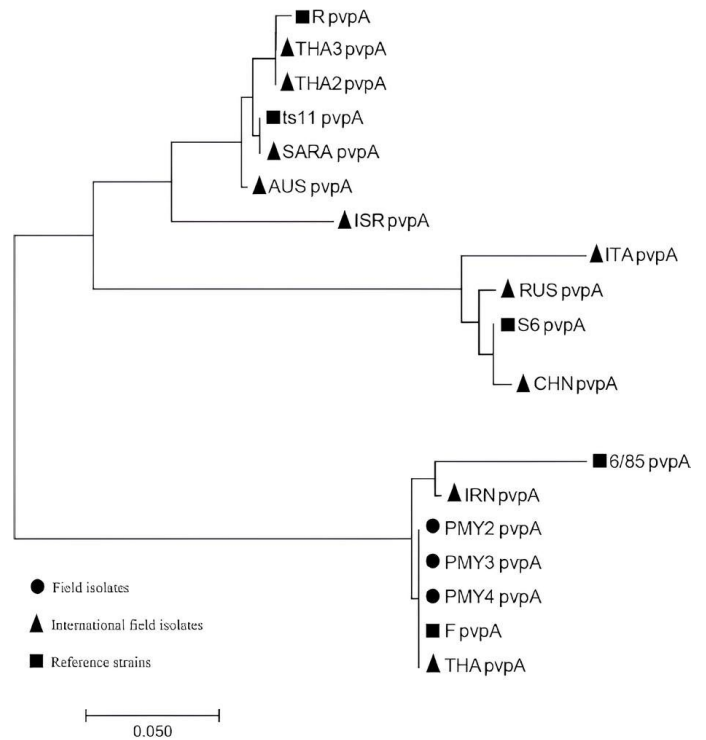 R pvpA
THA3 pvpA
THA2 pvpA
ts11 pvpA
SARA pvpA
AUS pvpA
ISR pvpA
ITA pvpA
RUS pvpA
S6 pvpA
CHN pvpA
6/85 pvpA
IRN pvpA
PMY2 pvpA
PMY3 pvpA
PMY4 pvpA
F pvpA
THA pvpA
Field isolates
International field isolates
Reference strains
0.050